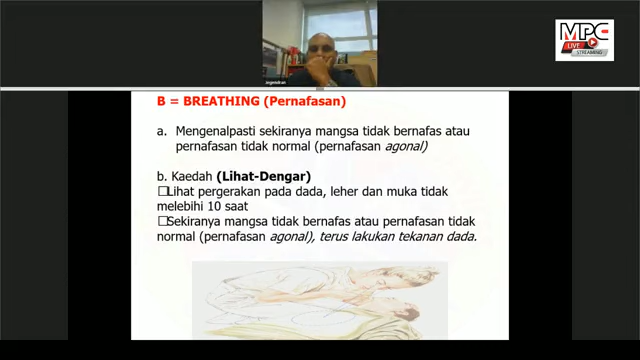 MPC
LIVE
STREAMING
ingendran
B = BREATHING (Pernafasan)
a. Mengenalpasti sekiranya mangsa tidak bernafas atau
pernafasan tidak normal (pernafasan agonal)
b. Kaedah (Lihat-Dengar)
☐Lihat pergerakan pada dada, leher dan muka tidak
melebihi 10 saat
☐Sekiranya mangsa tidak bernafas atau pernafasan tidak
normal (pernafasan agonal), terus lakukan tekanan dada.